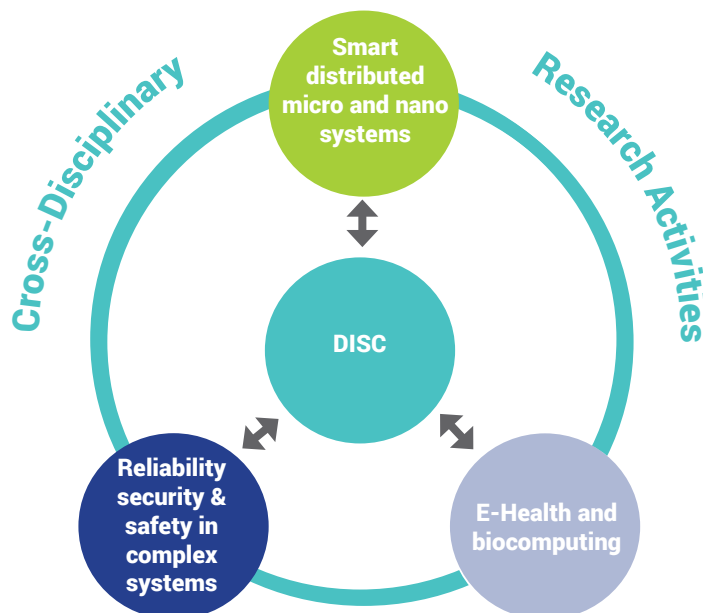 Cross-Disciplinary
Research Activities
Smart
distributed
micro and nano
systems
DISC
Reliability
security &
safety in
complex
systems
E-Health and
biocomputing